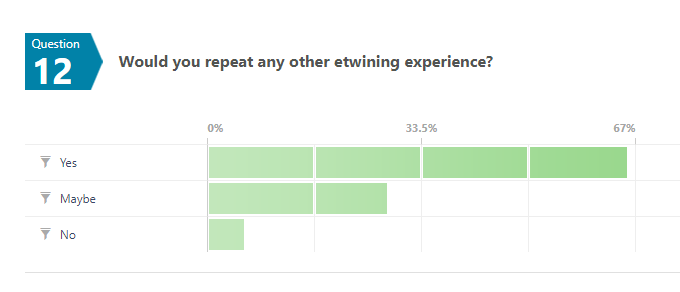 Question
12
Would you repeat any other etwining experience?
0% 33.5% 67%
Yes
Maybe
No